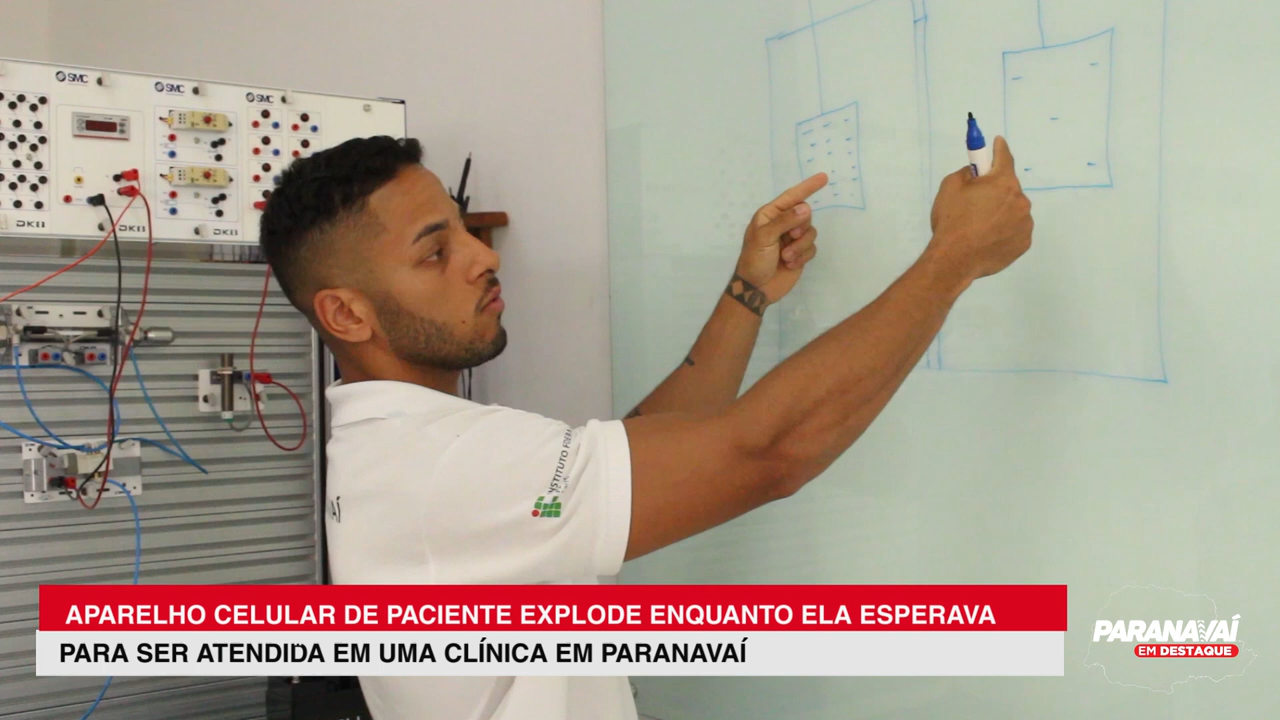 SMC
SMC
SMC
DKII
DKII
DKII
AÍ
APARELHO CELULAR DE PACIENTE EXPLODE ENQUANTO ELA ESPERAVA
PARA SER ATENDIDA EM UMA CLÍNICA EM PARANAVAÍ
PARANAVAÍ
EM DESTAQUE